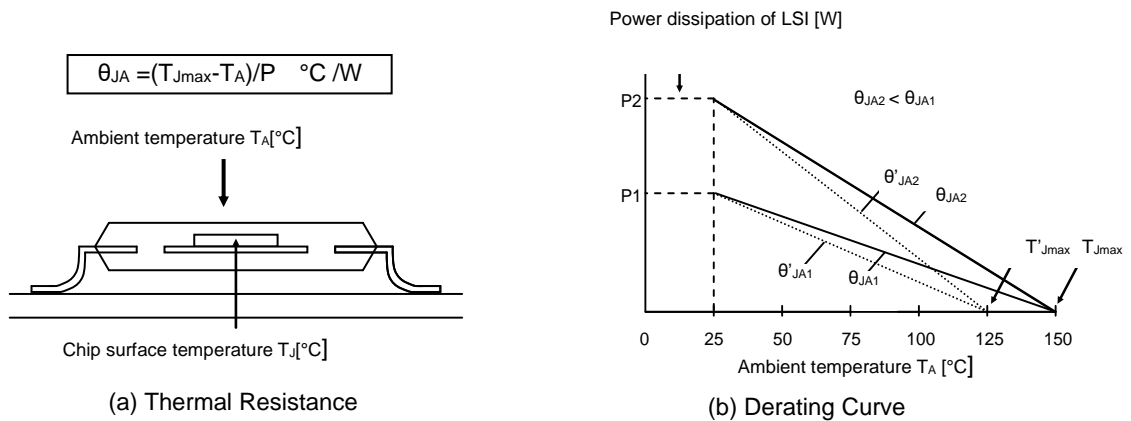 θJA =(TJmax-TA)/P °C /W
Ambient temperature TA[°C]
Chip surface temperature TJ[°C]
(a) Thermal Resistance
Power dissipation of LSI [W]
P2
θJA2 < θJA1
P1
θ'JA2
θJA2
θ'JA1
θJA1
T'Jmax TJmax
0 25 50 75 100 125 150
Ambient temperature TA [°C]
(b) Derating Curve